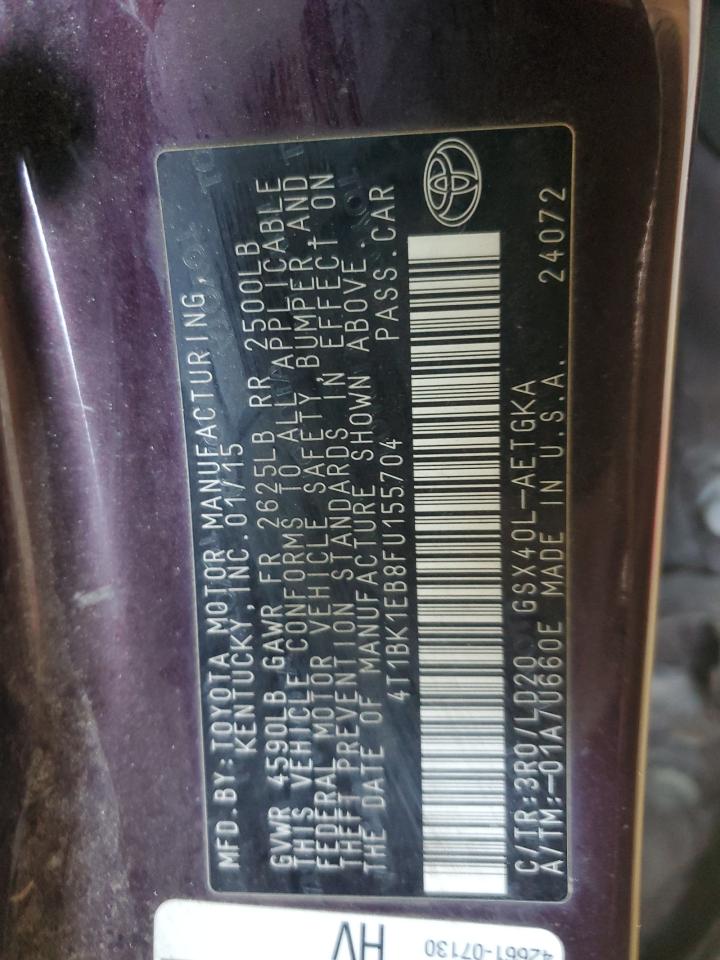 MFD.BY:TOYOTA MOTOR MANUFACTURING,
KENTUCKY,INC.01/15
GVWR 4590LB GAWR FR 2625LB RR 2500LB
THIS VEHICLE CONFORMS TO ALL APPLICABLE
FEDERAL MOTOR VEHICLE SAFETY, BUMPER, AND
THEFT PREVENTION STANDARDS IN EFFECT ON
THE DATE OF MANUFACTURE SHOWN ABOVE.
4T1BK1EB8FU155704 PASS.CAR
C/TR:3R0/LD20 GSX40L-AETGKA
A/TM:-01A/U660E MADE IN U.S.A. 24072
HV
42661-07130